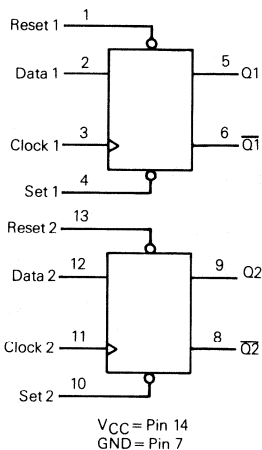 Reset 1 1
Data 1 2 5 Q1
Clock 1 3 6 Q1
Set 1 4
Reset 2 13
Data 2 12 9 Q2
Clock 2 11 8 Q2
Set 2 10
VCC = Pin 14
GND = Pin 7